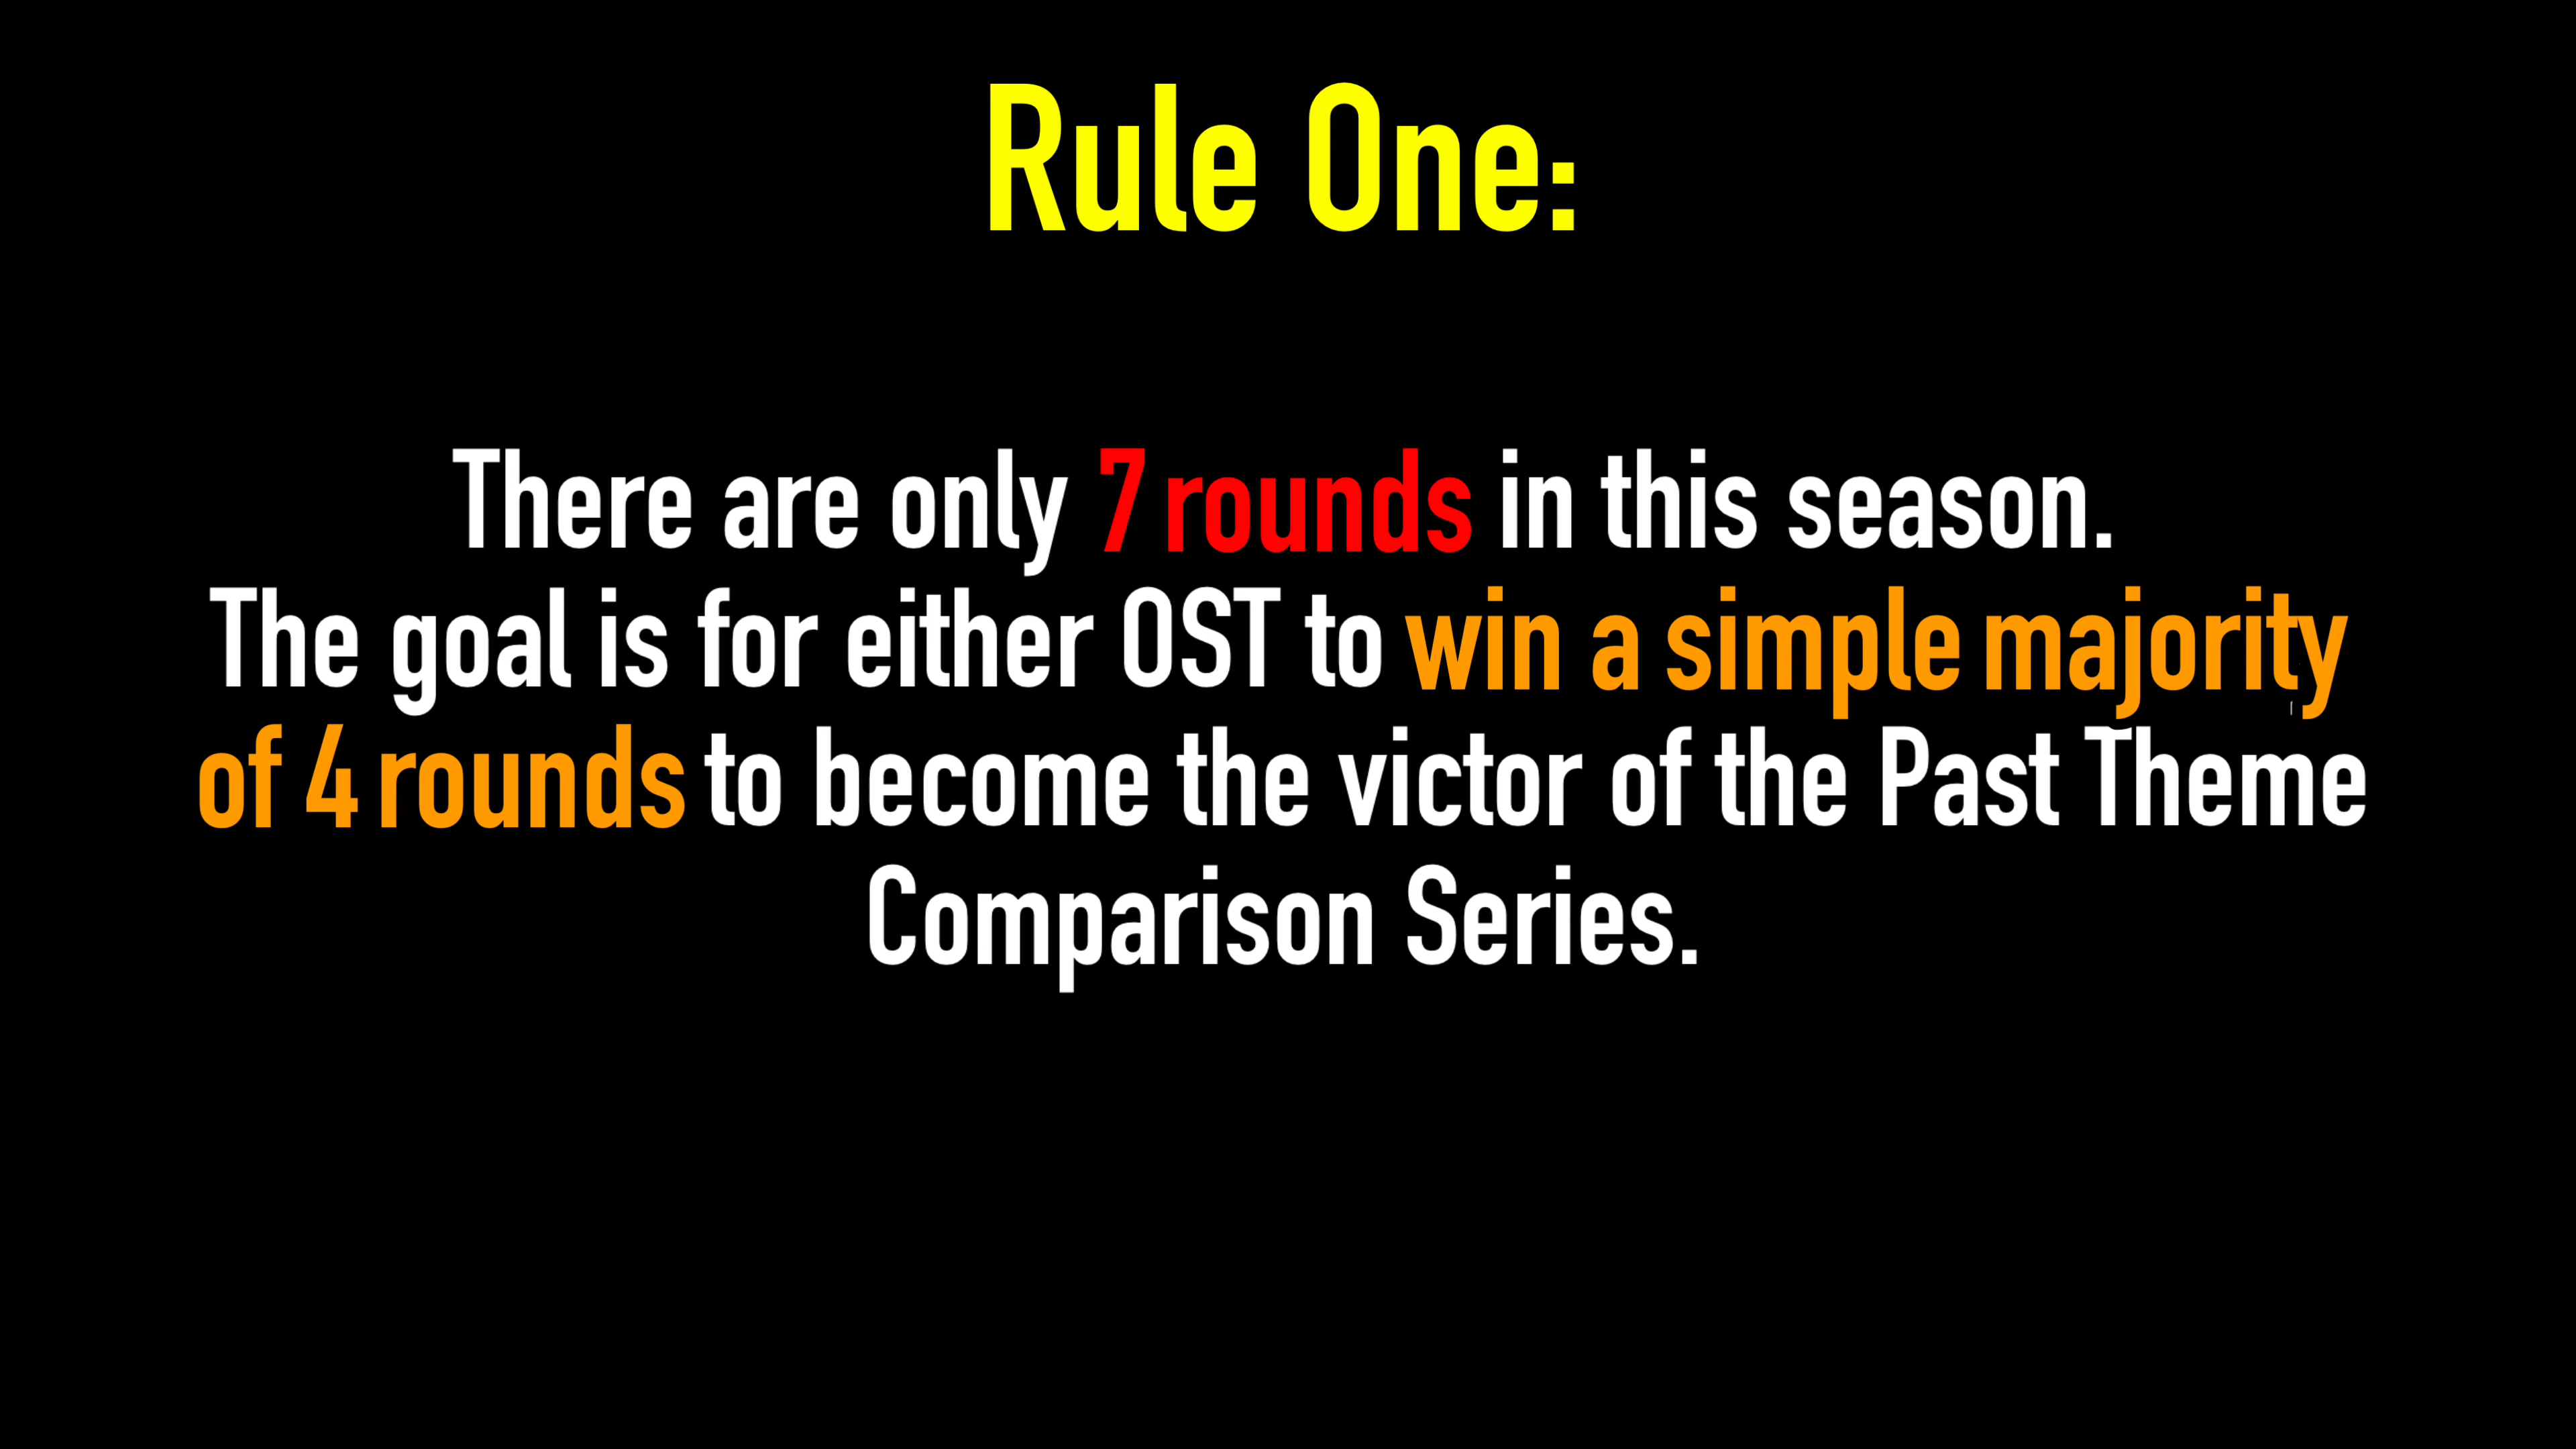 Rule One:
There are only 7 rounds in this season.
The goal is for either OST to win a simple majority
of 4 rounds to become the victor of the Past Theme
Comparison Series.